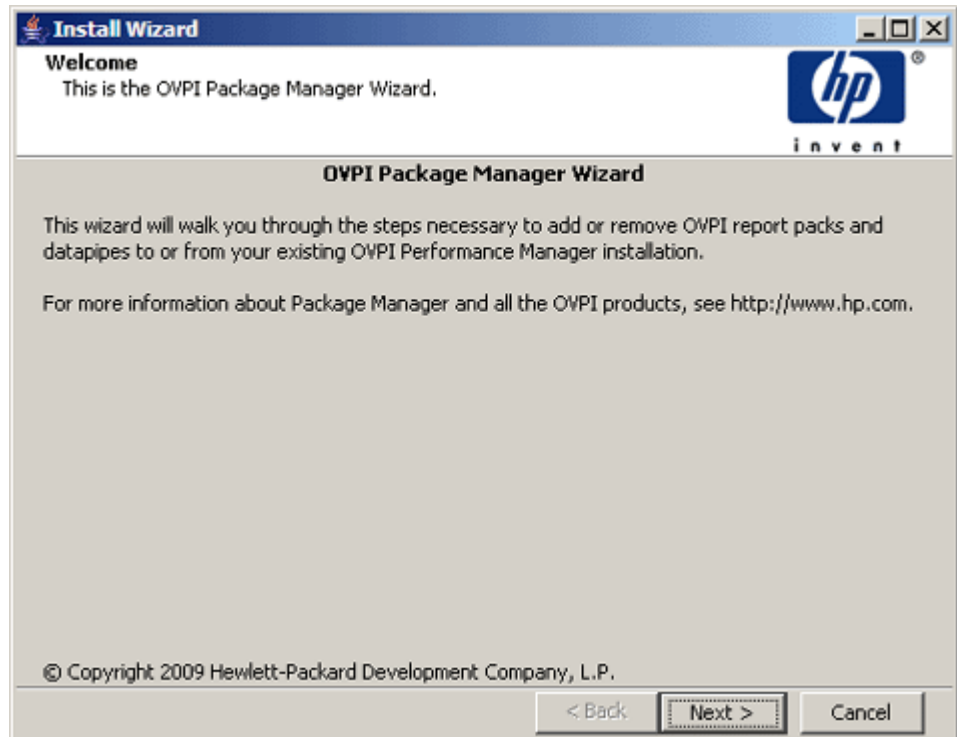 Install Wizard
Welcome
This is the OVPI Package Manager Wizard.
hp
®
invent
OVPI Package Manager Wizard
This wizard will walk you through the steps necessary to add or remove OVPI report packs and
datapipes to or from your existing OVPI Performance Manager installation.
For more information about Package Manager and all the OVPI products, see http://www.hp.com.
© Copyright 2009 Hewlett-Packard Development Company, L.P.
< Back
Next >
Cancel